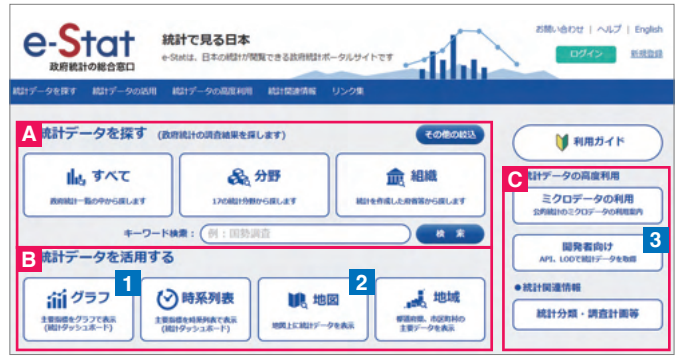 e-Stat
政府統計の総合窓口
統計で見る日本
e-Statは、日本の統計が閲覧できる政府統計ポータルサイトです
お問い合わせ | ヘルプ | English
ログイン 新規登録
統計データを探す 統計データの活用 統計データの高度利用 統計関連情報 リンク集
A 統計データを探す (政府統計の調査結果を探します) その他の絞込
すべて
政府統計一覧の中から探します
分野
17の統計分野から探します
組織
統計を作成した府省等から探します
キーワード検索: 例:国勢調査 検索
B 統計データを活用する
グラフ 1
主要指標をグラフで表示
(統計ダッシュボード)
時系列表
主要指標を時系列表で表示
(統計ダッシュボード)
地図 2
地図上に統計データを表示
地域
都道府県、市区町村の
主要データを表示
利用ガイド
C 統計データの高度利用
ミクロデータの利用
公的統計のミクロデータの利用案内
開発者向け 3
API、LODで統計データを取得
●統計関連情報
統計分類・調査計画等